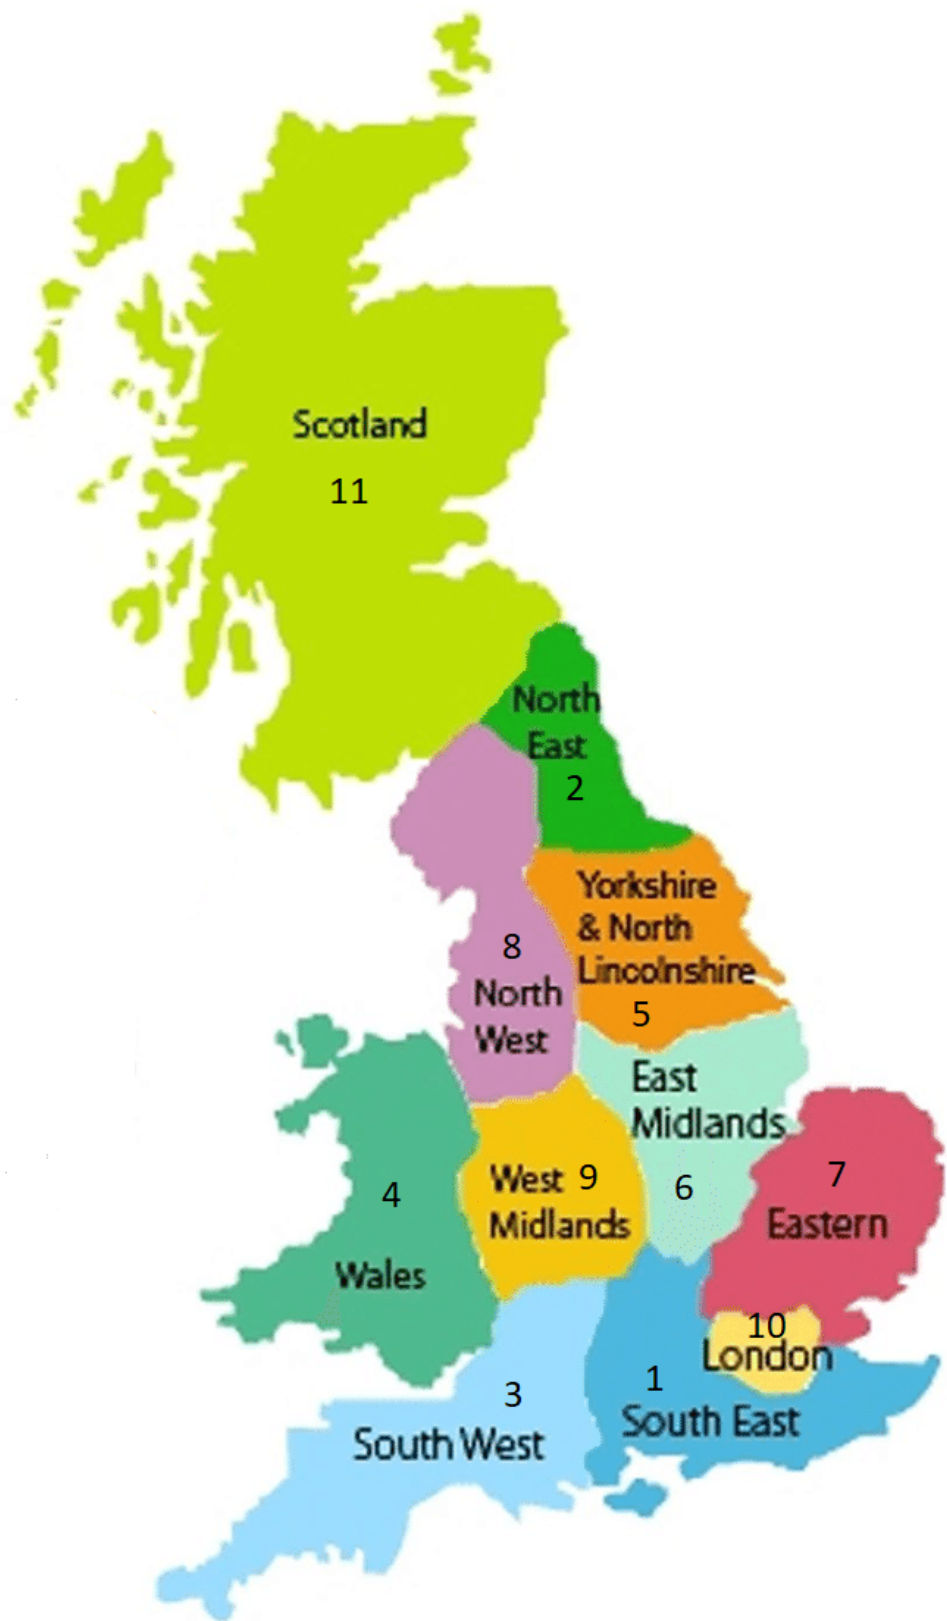 Scotland
11
North
East
2
Yorkshire
& North
Lincolnshire
5
8
North
West
East
Midlands
6
7
Eastern
West 9
Midlands
4
Wales
10
London
3
South West
1
South East